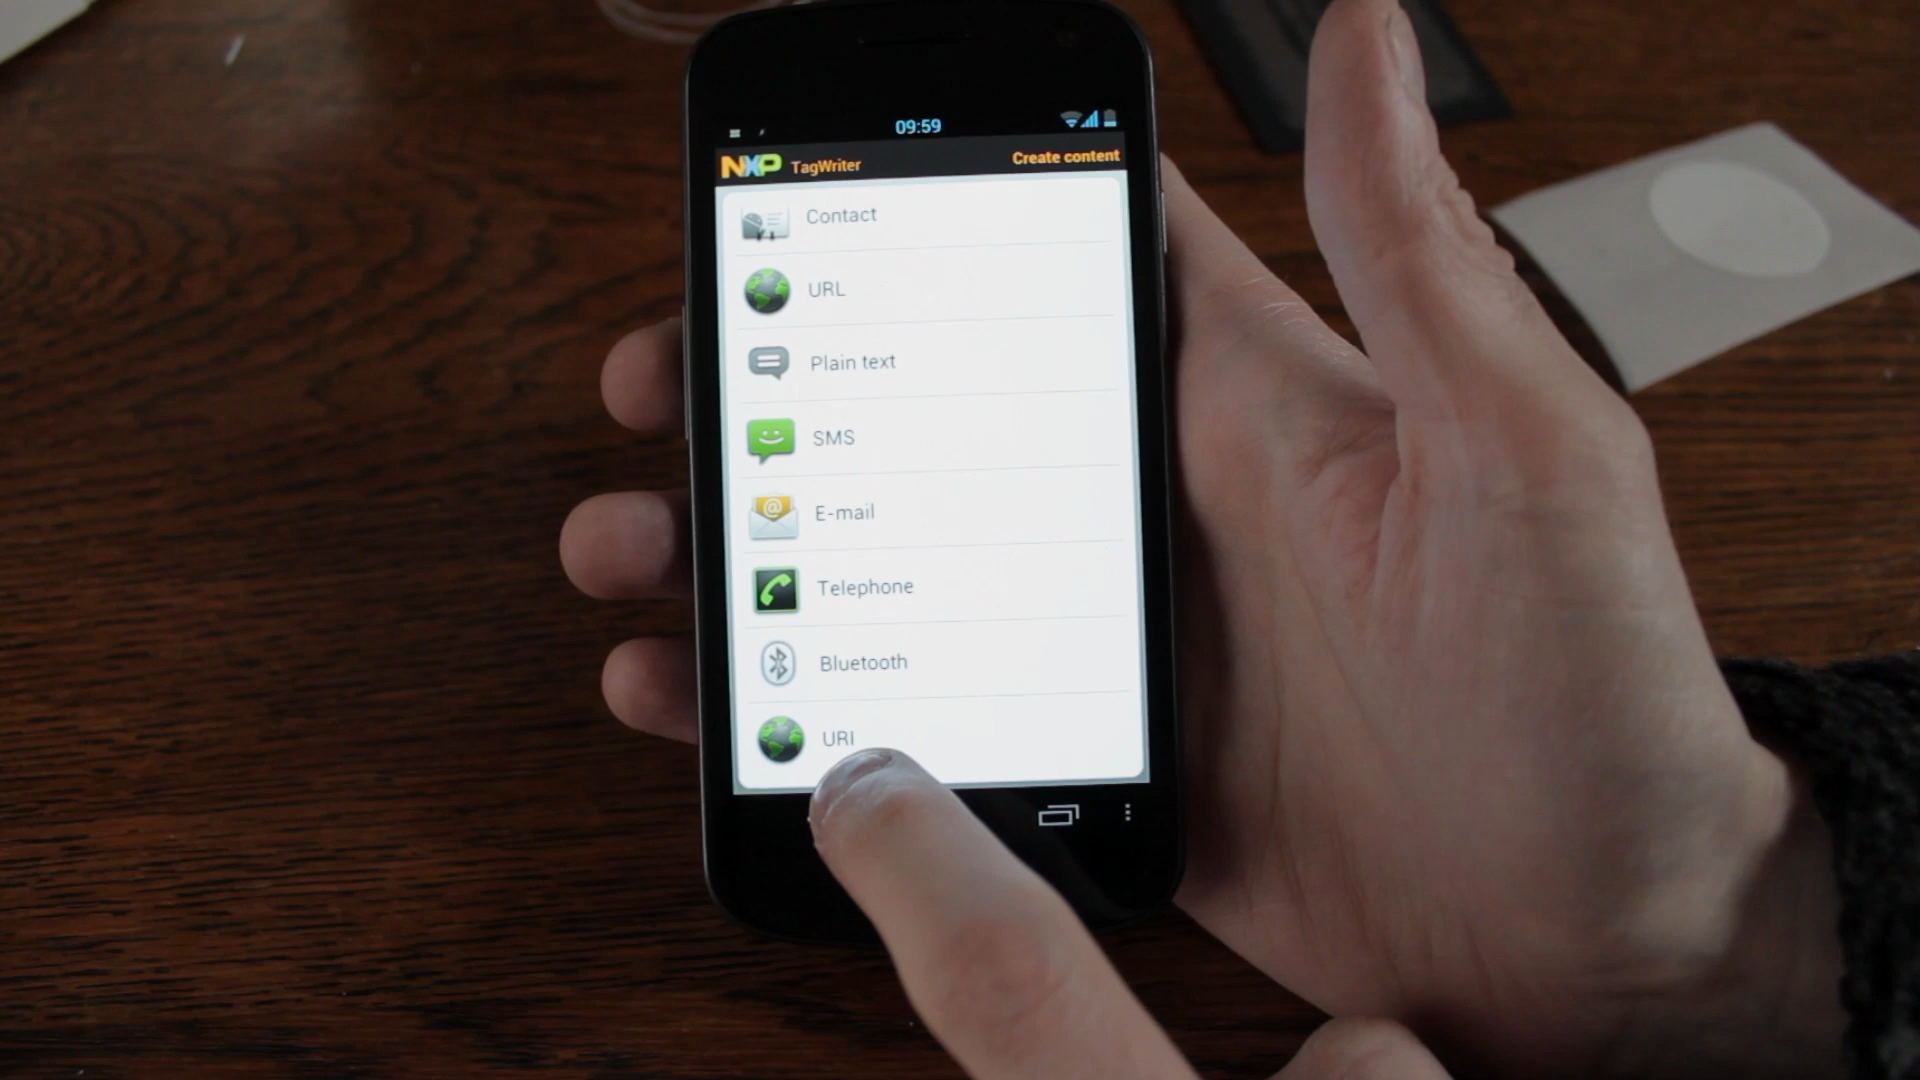 09:59
NXP TagWriter Create content
Contact
URL
Plain text
SMS
E-mail
Telephone
Bluetooth
URI